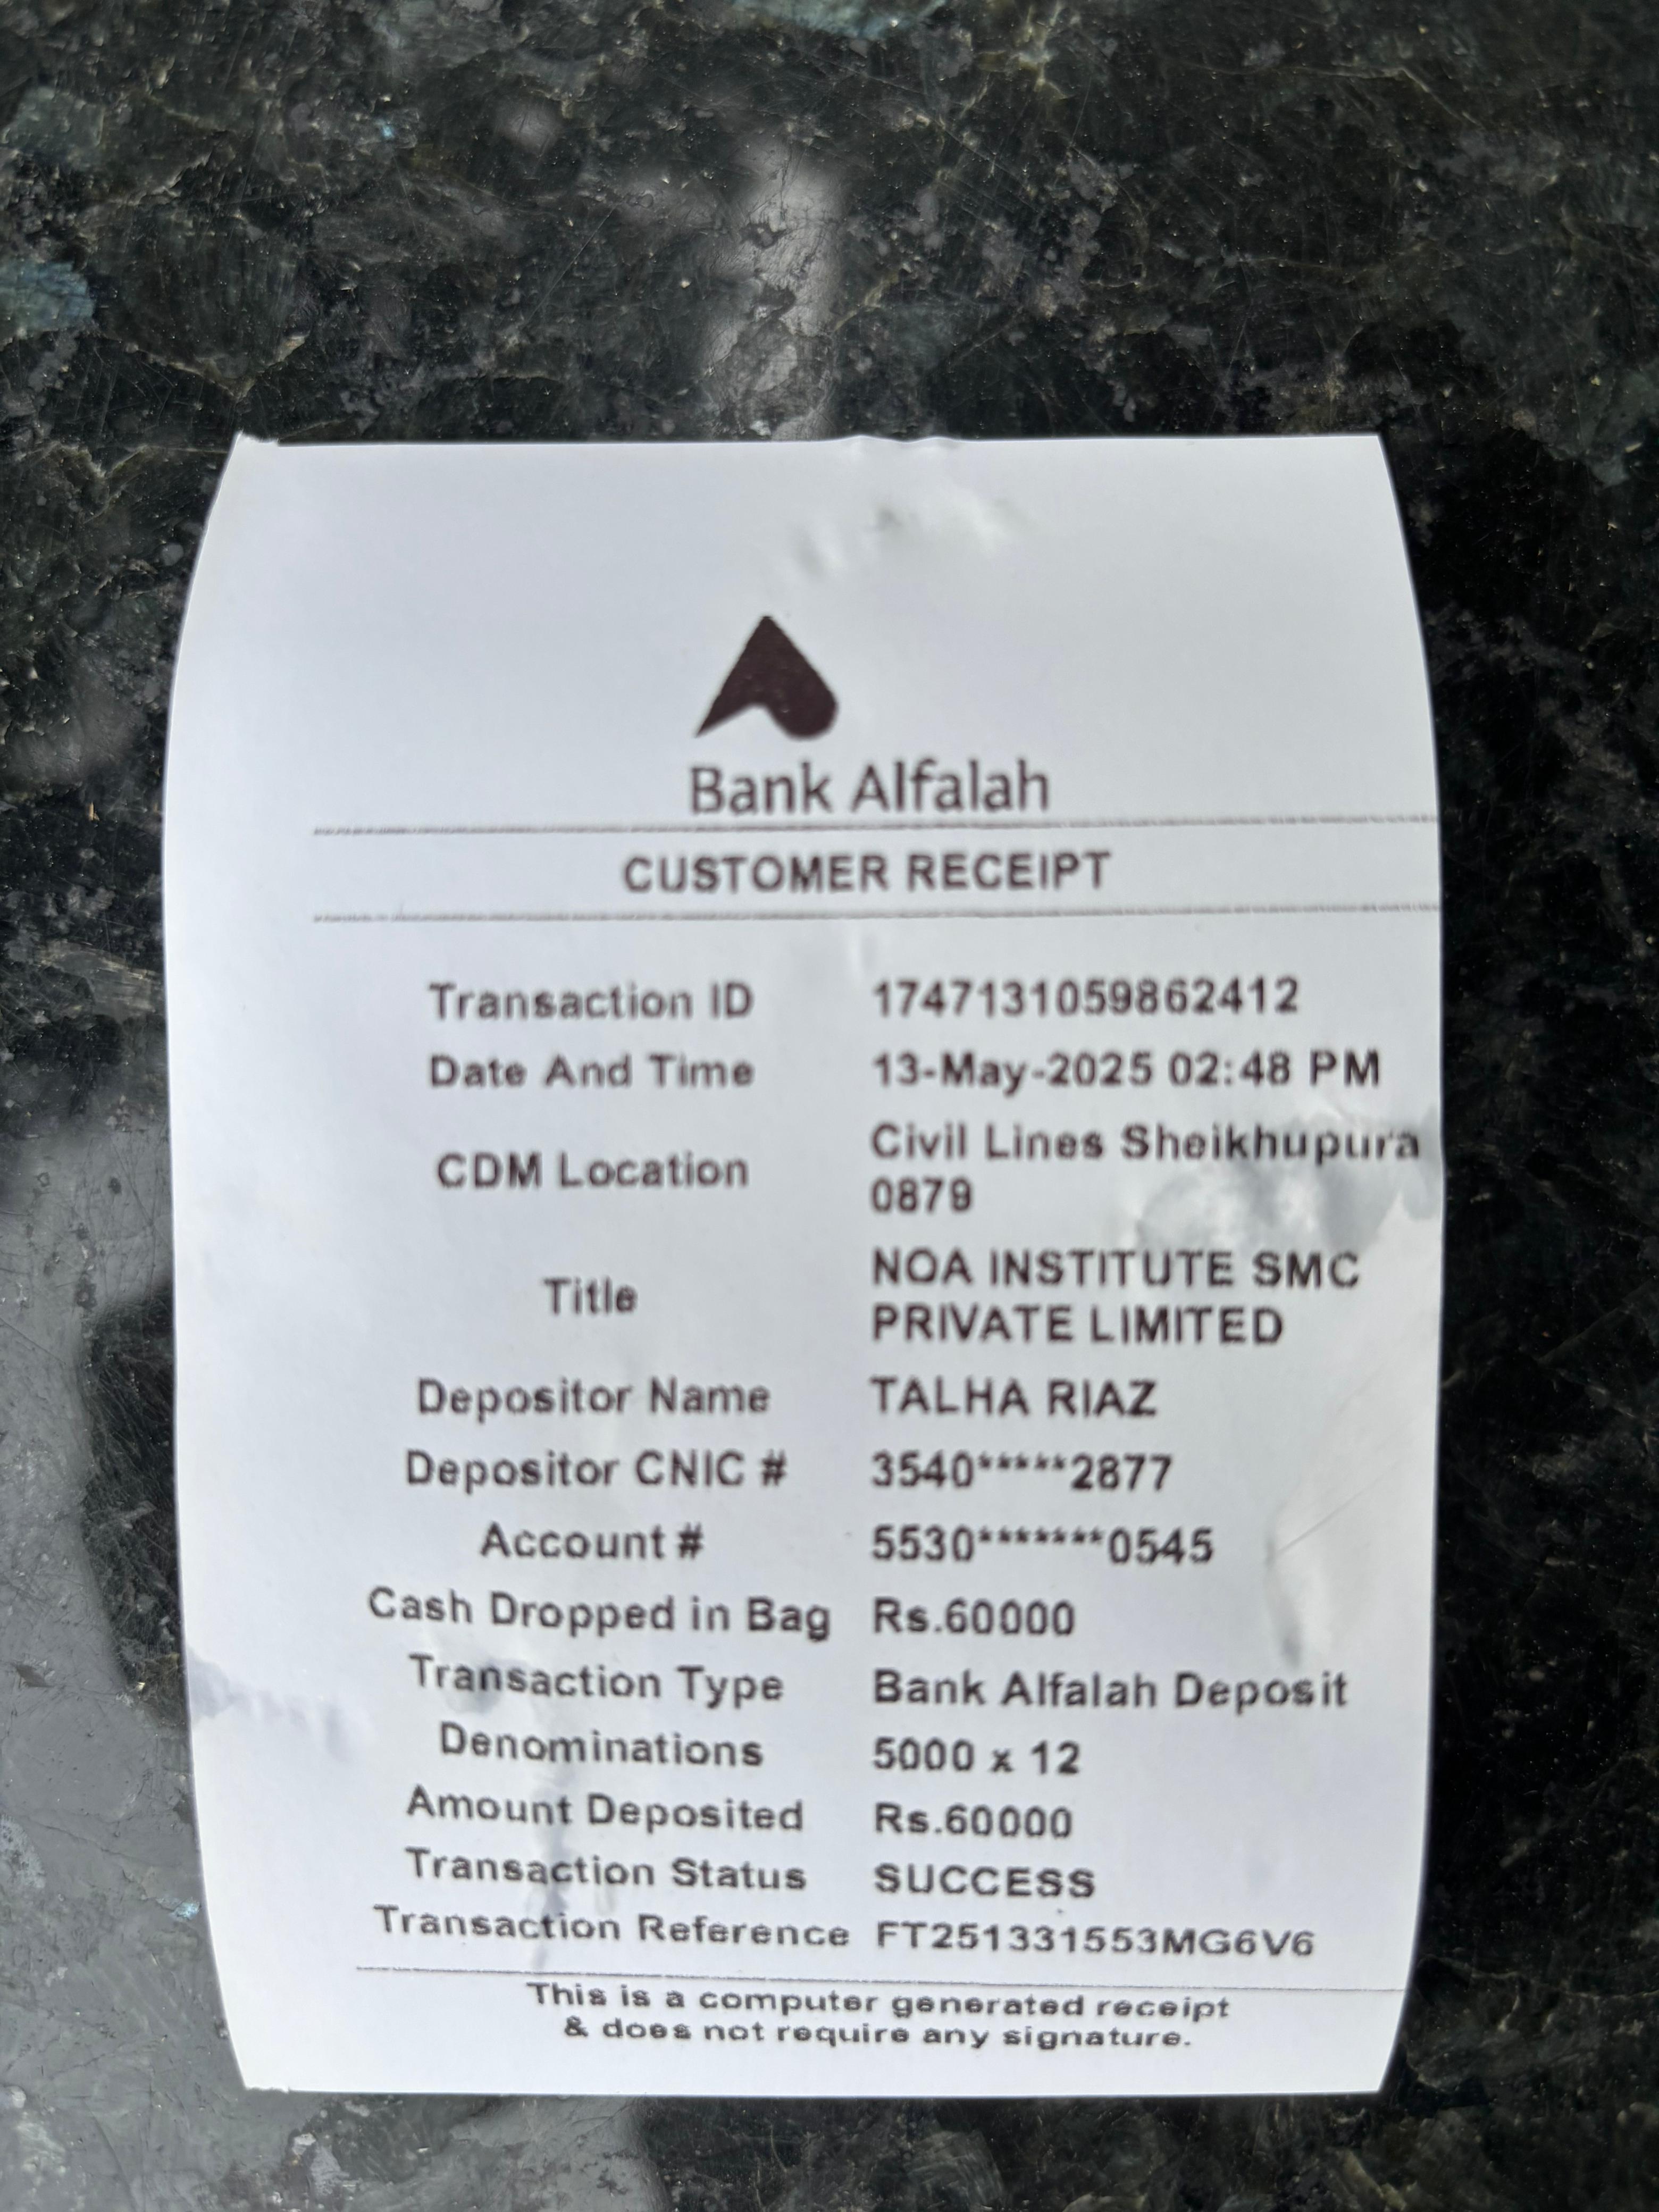 Bank Alfalah
CUSTOMER RECEIPT
Transaction ID 1747131059862412
Date And Time 13-May-2025 02:48 PM
CDM Location Civil Lines Sheikhupura
0879
Title NOA INSTITUTE SMC
PRIVATE LIMITED
Depositor Name TALHA RIAZ
Depositor CNIC # 3540*****2877
Account # 5530*******0545
Cash Dropped in Bag Rs.60000
Transaction Type Bank Alfalah Deposit
Denominations 5000 x 12
Amount Deposited Rs.60000
Transaction Status SUCCESS
Transaction Reference FT251331553MG6V6
This is a computer generated receipt
& does not require any signature.